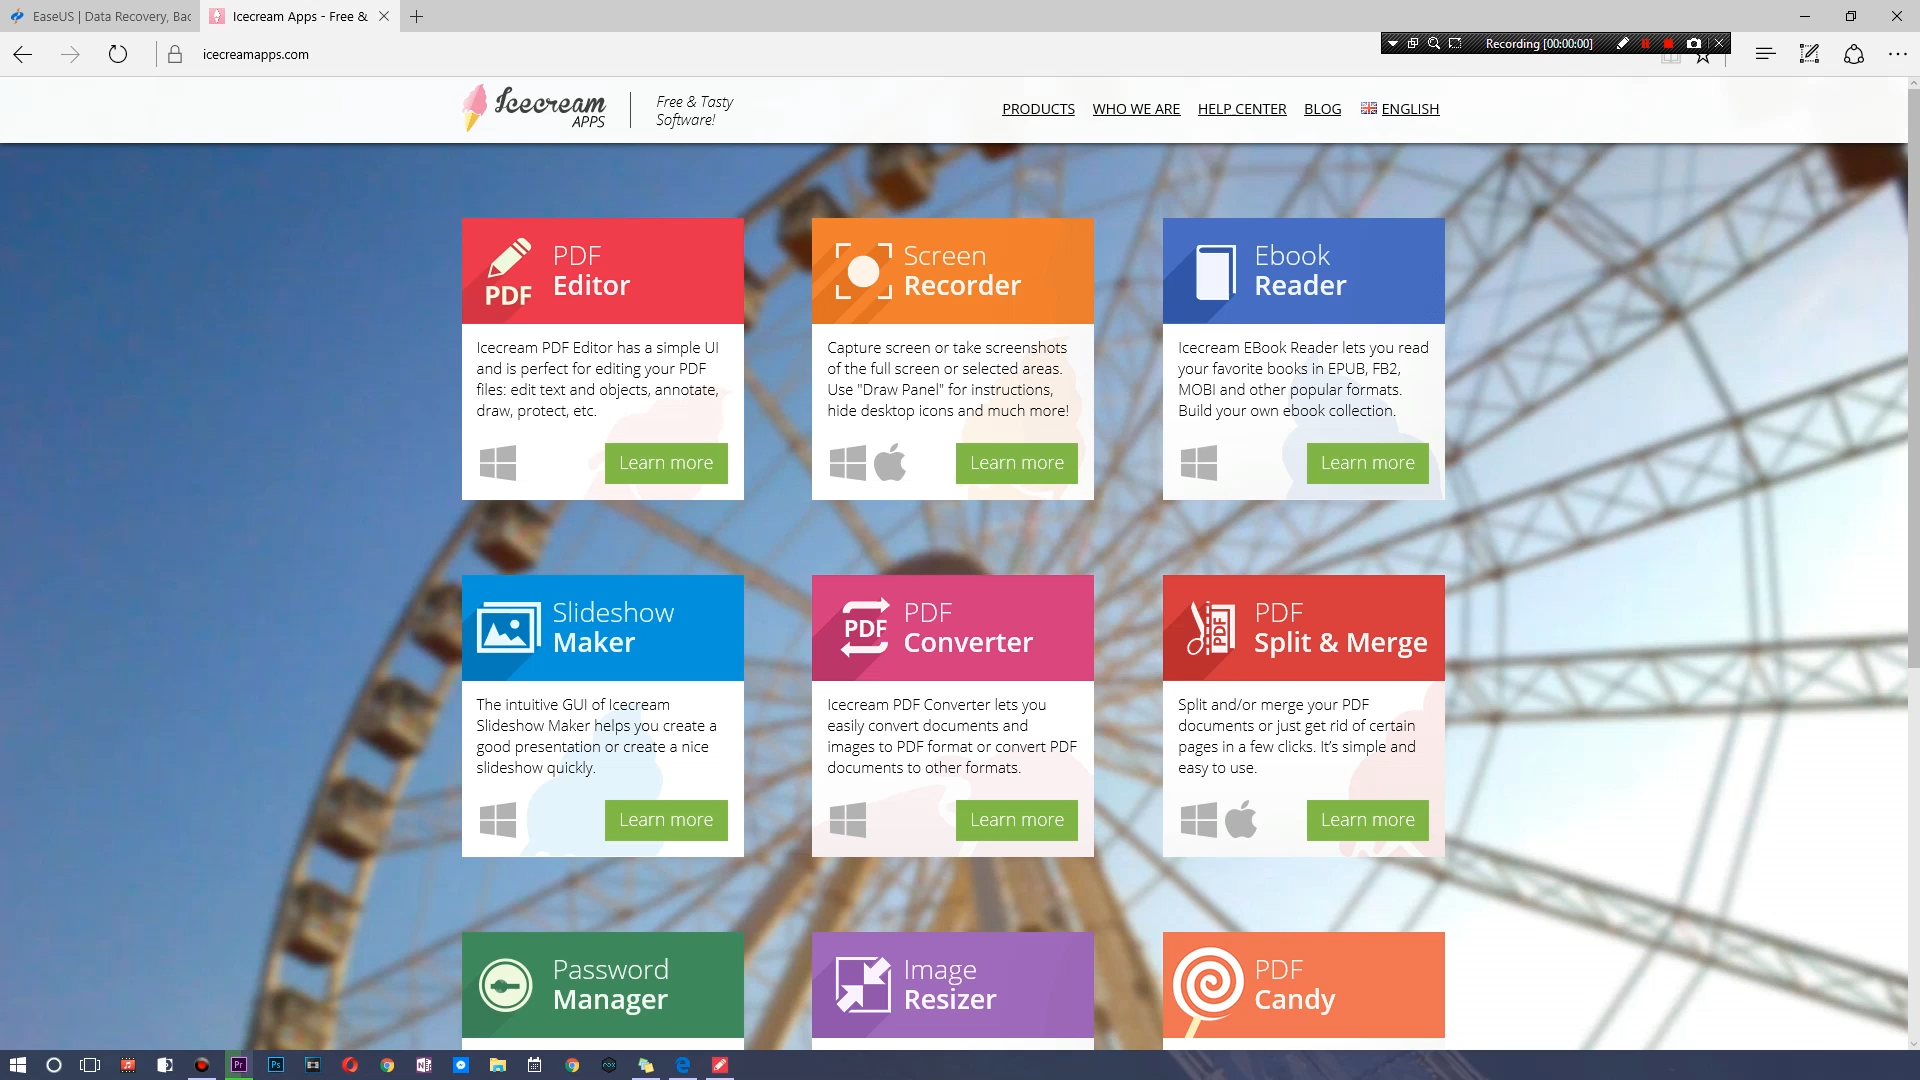 EaseUS | Data Recovery, Bac
Icecream Apps - Free &
icecreamapps.com
Recording [00:00:00]
Icecream
APPS
Free & Tasty
Software!
PRODUCTS WHO WE ARE HELP CENTER BLOG ENGLISH
PDF
Editor
PDF
Icecream PDF Editor has a simple UI
and is perfect for editing your PDF
files: edit text and objects, annotate,
draw, protect, etc.
Learn more
Screen
Recorder
Capture screen or take screenshots
of the full screen or selected areas.
Use "Draw Panel" for instructions,
hide desktop icons and much more!
Learn more
Ebook
Reader
Icecream EBook Reader lets you read
your favorite books in EPUB, FB2,
MOBI and other popular formats.
Build your own ebook collection.
Learn more
Slideshow
Maker
The intuitive GUI of Icecream
Slideshow Maker helps you create a
good presentation or create a nice
slideshow quickly.
Learn more
PDF
PDF
Converter
Icecream PDF Converter lets you
easily convert documents and
images to PDF format or convert PDF
documents to other formats.
Learn more
PDF
PDF
Split & Merge
Split and/or merge your PDF
documents or just get rid of certain
pages in a few clicks. It's simple and
easy to use.
Learn more
Password
Manager
Image
Resizer
PDF
Candy
Pr
Ps